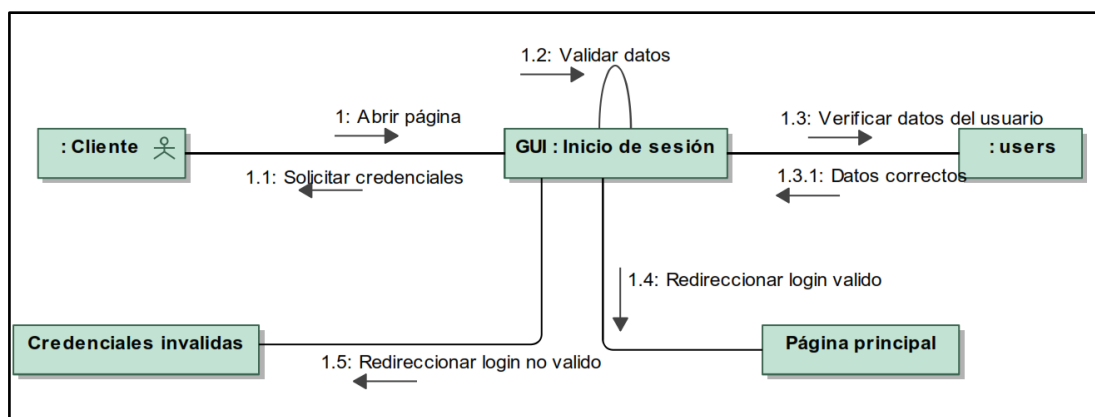 1.2: Validar datos
1: Abrir página
1.3: Verificar datos del usuario
: Cliente
GUI : Inicio de sesión
: users
1.1: Solicitar credenciales
1.3.1: Datos correctos
1.4: Redireccionar login valido
Credenciales invalidas
Página principal
1.5: Redireccionar login no valido